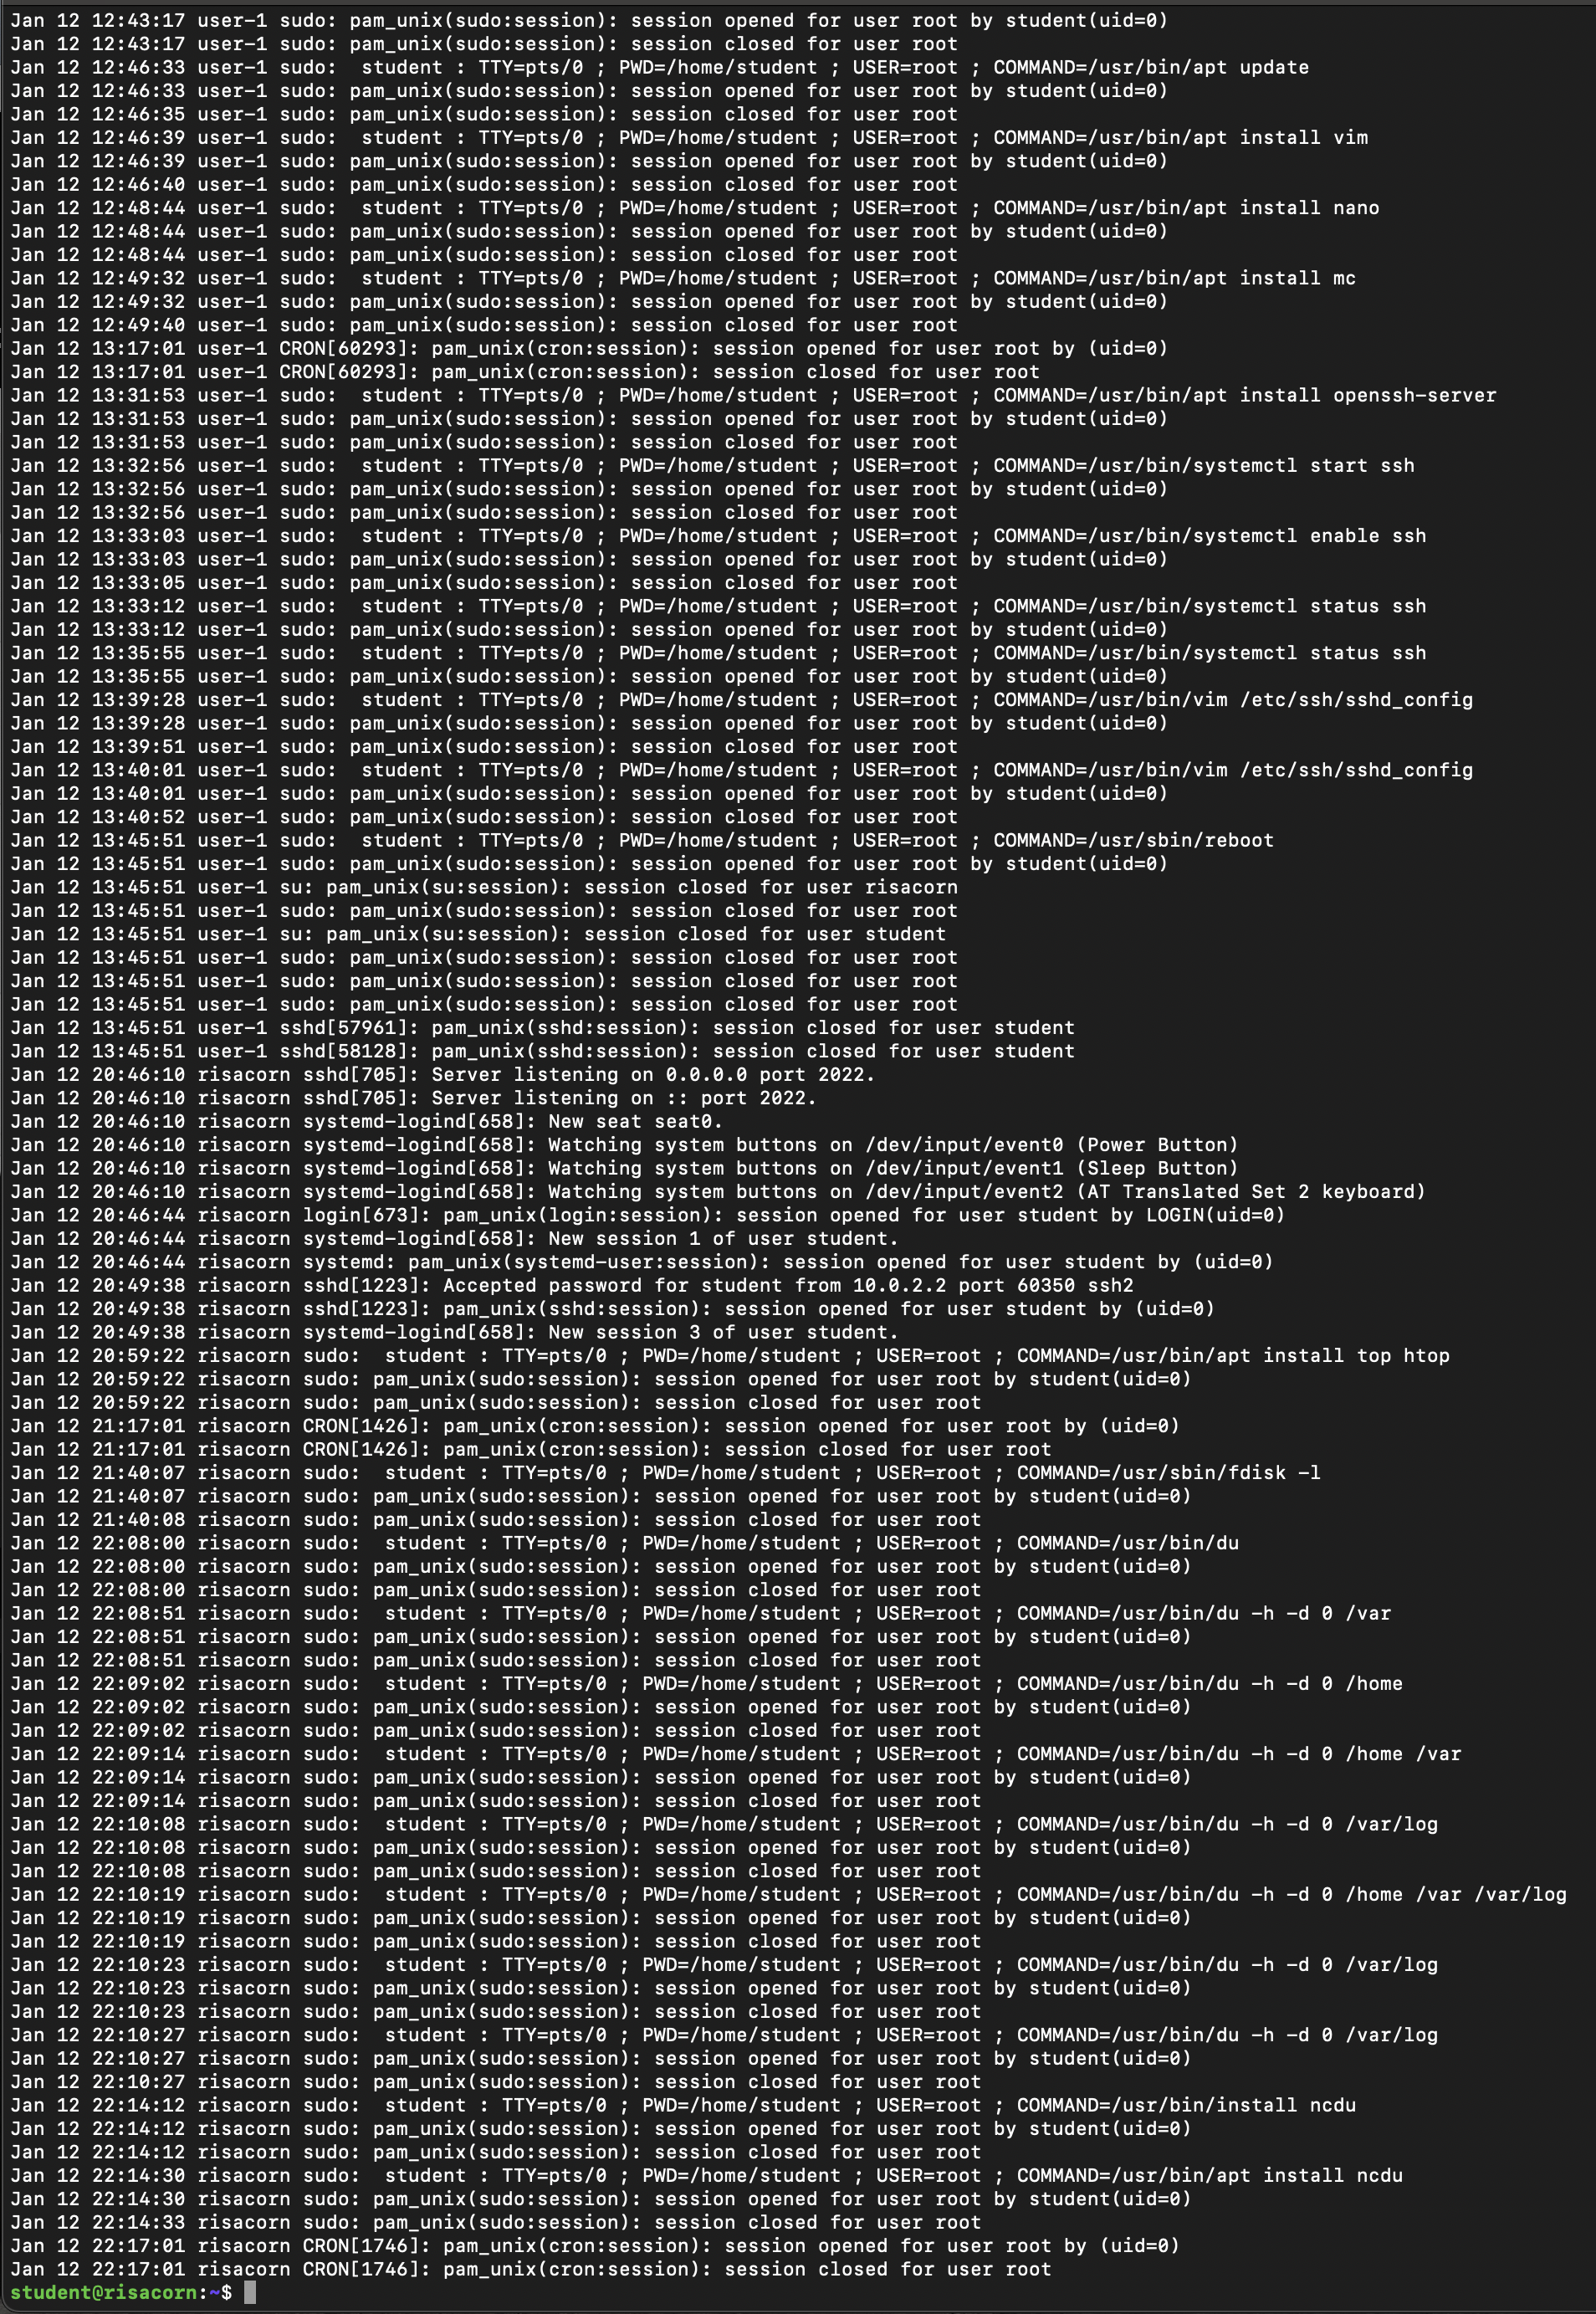 Jan 12 12:43:17 user-1 sudo: pam_unix(sudo:session): session opened for user root by student(uid=0)
Jan 12 12:43:17 user-1 sudo: pam_unix(sudo:session): session closed for user root
Jan 12 12:46:33 user-1 sudo:  student : TTY=pts/0 ; PWD=/home/student ; USER=root ; COMMAND=/usr/bin/apt update
Jan 12 12:46:33 user-1 sudo: pam_unix(sudo:session): session opened for user root by student(uid=0)
Jan 12 12:46:35 user-1 sudo: pam_unix(sudo:session): session closed for user root
Jan 12 12:46:39 user-1 sudo:  student : TTY=pts/0 ; PWD=/home/student ; USER=root ; COMMAND=/usr/bin/apt install vim
Jan 12 12:46:39 user-1 sudo: pam_unix(sudo:session): session opened for user root by student(uid=0)
Jan 12 12:46:40 user-1 sudo: pam_unix(sudo:session): session closed for user root
Jan 12 12:48:44 user-1 sudo:  student : TTY=pts/0 ; PWD=/home/student ; USER=root ; COMMAND=/usr/bin/apt install nano
Jan 12 12:48:44 user-1 sudo: pam_unix(sudo:session): session opened for user root by student(uid=0)
Jan 12 12:48:44 user-1 sudo: pam_unix(sudo:session): session closed for user root
Jan 12 12:49:32 user-1 sudo:  student : TTY=pts/0 ; PWD=/home/student ; USER=root ; COMMAND=/usr/bin/apt install mc
Jan 12 12:49:32 user-1 sudo: pam_unix(sudo:session): session opened for user root by student(uid=0)
Jan 12 12:49:40 user-1 sudo: pam_unix(sudo:session): session closed for user root
Jan 12 13:17:01 user-1 CRON[60293]: pam_unix(cron:session): session opened for user root by (uid=0)
Jan 12 13:17:01 user-1 CRON[60293]: pam_unix(cron:session): session closed for user root
Jan 12 13:31:53 user-1 sudo:  student : TTY=pts/0 ; PWD=/home/student ; USER=root ; COMMAND=/usr/bin/apt install openssh-server
Jan 12 13:31:53 user-1 sudo: pam_unix(sudo:session): session opened for user root by student(uid=0)
Jan 12 13:31:53 user-1 sudo: pam_unix(sudo:session): session closed for user root
Jan 12 13:32:56 user-1 sudo:  student : TTY=pts/0 ; PWD=/home/student ; USER=root ; COMMAND=/usr/bin/systemctl start ssh
Jan 12 13:32:56 user-1 sudo: pam_unix(sudo:session): session opened for user root by student(uid=0)
Jan 12 13:32:56 user-1 sudo: pam_unix(sudo:session): session closed for user root
Jan 12 13:33:03 user-1 sudo:  student : TTY=pts/0 ; PWD=/home/student ; USER=root ; COMMAND=/usr/bin/systemctl enable ssh
Jan 12 13:33:03 user-1 sudo: pam_unix(sudo:session): session opened for user root by student(uid=0)
Jan 12 13:33:05 user-1 sudo: pam_unix(sudo:session): session closed for user root
Jan 12 13:33:12 user-1 sudo:  student : TTY=pts/0 ; PWD=/home/student ; USER=root ; COMMAND=/usr/bin/systemctl status ssh
Jan 12 13:33:12 user-1 sudo: pam_unix(sudo:session): session opened for user root by student(uid=0)
Jan 12 13:35:55 user-1 sudo:  student : TTY=pts/0 ; PWD=/home/student ; USER=root ; COMMAND=/usr/bin/systemctl status ssh
Jan 12 13:35:55 user-1 sudo: pam_unix(sudo:session): session opened for user root by student(uid=0)
Jan 12 13:39:28 user-1 sudo:  student : TTY=pts/0 ; PWD=/home/student ; USER=root ; COMMAND=/usr/bin/vim /etc/ssh/sshd_config
Jan 12 13:39:28 user-1 sudo: pam_unix(sudo:session): session opened for user root by student(uid=0)
Jan 12 13:39:51 user-1 sudo: pam_unix(sudo:session): session closed for user root
Jan 12 13:40:01 user-1 sudo:  student : TTY=pts/0 ; PWD=/home/student ; USER=root ; COMMAND=/usr/bin/vim /etc/ssh/sshd_config
Jan 12 13:40:01 user-1 sudo: pam_unix(sudo:session): session opened for user root by student(uid=0)
Jan 12 13:40:52 user-1 sudo: pam_unix(sudo:session): session closed for user root
Jan 12 13:45:51 user-1 sudo:  student : TTY=pts/0 ; PWD=/home/student ; USER=root ; COMMAND=/usr/sbin/reboot
Jan 12 13:45:51 user-1 sudo: pam_unix(sudo:session): session opened for user root by student(uid=0)
Jan 12 13:45:51 user-1 su: pam_unix(su:session): session closed for user risacorn
Jan 12 13:45:51 user-1 sudo: pam_unix(sudo:session): session closed for user root
Jan 12 13:45:51 user-1 su: pam_unix(su:session): session closed for user student
Jan 12 13:45:51 user-1 sudo: pam_unix(sudo:session): session closed for user root
Jan 12 13:45:51 user-1 sudo: pam_unix(sudo:session): session closed for user root
Jan 12 13:45:51 user-1 sudo: pam_unix(sudo:session): session closed for user root
Jan 12 13:45:51 user-1 sshd[57961]: pam_unix(sshd:session): session closed for user student
Jan 12 13:45:51 user-1 sshd[58128]: pam_unix(sshd:session): session closed for user student
Jan 12 20:46:10 risacorn sshd[705]: Server listening on 0.0.0.0 port 2022.
Jan 12 20:46:10 risacorn sshd[705]: Server listening on :: port 2022.
Jan 12 20:46:10 risacorn systemd-logind[658]: New seat seat0.
Jan 12 20:46:10 risacorn systemd-logind[658]: Watching system buttons on /dev/input/event0 (Power Button)
Jan 12 20:46:10 risacorn systemd-logind[658]: Watching system buttons on /dev/input/event1 (Sleep Button)
Jan 12 20:46:10 risacorn systemd-logind[658]: Watching system buttons on /dev/input/event2 (AT Translated Set 2 keyboard)
Jan 12 20:46:44 risacorn login[673]: pam_unix(login:session): session opened for user student by LOGIN(uid=0)
Jan 12 20:46:44 risacorn systemd-logind[658]: New session 1 of user student.
Jan 12 20:46:44 risacorn systemd: pam_unix(systemd-user:session): session opened for user student by (uid=0)
Jan 12 20:49:38 risacorn sshd[1223]: Accepted password for student from 10.0.2.2 port 60350 ssh2
Jan 12 20:49:38 risacorn sshd[1223]: pam_unix(sshd:session): session opened for user student by (uid=0)
Jan 12 20:49:38 risacorn systemd-logind[658]: New session 3 of user student.
Jan 12 20:59:22 risacorn sudo:  student : TTY=pts/0 ; PWD=/home/student ; USER=root ; COMMAND=/usr/bin/apt install top htop
Jan 12 20:59:22 risacorn sudo: pam_unix(sudo:session): session opened for user root by student(uid=0)
Jan 12 20:59:22 risacorn sudo: pam_unix(sudo:session): session closed for user root
Jan 12 21:17:01 risacorn CRON[1426]: pam_unix(cron:session): session opened for user root by (uid=0)
Jan 12 21:17:01 risacorn CRON[1426]: pam_unix(cron:session): session closed for user root
Jan 12 21:40:07 risacorn sudo:  student : TTY=pts/0 ; PWD=/home/student ; USER=root ; COMMAND=/usr/sbin/fdisk -l
Jan 12 21:40:07 risacorn sudo: pam_unix(sudo:session): session opened for user root by student(uid=0)
Jan 12 21:40:08 risacorn sudo: pam_unix(sudo:session): session closed for user root
Jan 12 22:08:00 risacorn sudo:  student : TTY=pts/0 ; PWD=/home/student ; USER=root ; COMMAND=/usr/bin/du
Jan 12 22:08:00 risacorn sudo: pam_unix(sudo:session): session opened for user root by student(uid=0)
Jan 12 22:08:00 risacorn sudo: pam_unix(sudo:session): session closed for user root
Jan 12 22:08:51 risacorn sudo:  student : TTY=pts/0 ; PWD=/home/student ; USER=root ; COMMAND=/usr/bin/du -h -d 0 /var
Jan 12 22:08:51 risacorn sudo: pam_unix(sudo:session): session opened for user root by student(uid=0)
Jan 12 22:08:51 risacorn sudo: pam_unix(sudo:session): session closed for user root
Jan 12 22:09:02 risacorn sudo:  student : TTY=pts/0 ; PWD=/home/student ; USER=root ; COMMAND=/usr/bin/du -h -d 0 /home
Jan 12 22:09:02 risacorn sudo: pam_unix(sudo:session): session opened for user root by student(uid=0)
Jan 12 22:09:02 risacorn sudo: pam_unix(sudo:session): session closed for user root
Jan 12 22:09:14 risacorn sudo:  student : TTY=pts/0 ; PWD=/home/student ; USER=root ; COMMAND=/usr/bin/du -h -d 0 /home /var
Jan 12 22:09:14 risacorn sudo: pam_unix(sudo:session): session opened for user root by student(uid=0)
Jan 12 22:09:14 risacorn sudo: pam_unix(sudo:session): session closed for user root
Jan 12 22:10:08 risacorn sudo:  student : TTY=pts/0 ; PWD=/home/student ; USER=root ; COMMAND=/usr/bin/du -h -d 0 /var/log
Jan 12 22:10:08 risacorn sudo: pam_unix(sudo:session): session opened for user root by student(uid=0)
Jan 12 22:10:08 risacorn sudo: pam_unix(sudo:session): session closed for user root
Jan 12 22:10:19 risacorn sudo:  student : TTY=pts/0 ; PWD=/home/student ; USER=root ; COMMAND=/usr/bin/du -h -d 0 /home /var /var/log
Jan 12 22:10:19 risacorn sudo: pam_unix(sudo:session): session opened for user root by student(uid=0)
Jan 12 22:10:19 risacorn sudo: pam_unix(sudo:session): session closed for user root
Jan 12 22:10:23 risacorn sudo:  student : TTY=pts/0 ; PWD=/home/student ; USER=root ; COMMAND=/usr/bin/du -h -d 0 /var/log
Jan 12 22:10:23 risacorn sudo: pam_unix(sudo:session): session opened for user root by student(uid=0)
Jan 12 22:10:23 risacorn sudo: pam_unix(sudo:session): session closed for user root
Jan 12 22:10:27 risacorn sudo:  student : TTY=pts/0 ; PWD=/home/student ; USER=root ; COMMAND=/usr/bin/du -h -d 0 /var/log
Jan 12 22:10:27 risacorn sudo: pam_unix(sudo:session): session opened for user root by student(uid=0)
Jan 12 22:10:27 risacorn sudo: pam_unix(sudo:session): session closed for user root
Jan 12 22:14:12 risacorn sudo:  student : TTY=pts/0 ; PWD=/home/student ; USER=root ; COMMAND=/usr/bin/install ncdu
Jan 12 22:14:12 risacorn sudo: pam_unix(sudo:session): session opened for user root by student(uid=0)
Jan 12 22:14:12 risacorn sudo: pam_unix(sudo:session): session closed for user root
Jan 12 22:14:30 risacorn sudo:  student : TTY=pts/0 ; PWD=/home/student ; USER=root ; COMMAND=/usr/bin/apt install ncdu
Jan 12 22:14:30 risacorn sudo: pam_unix(sudo:session): session opened for user root by student(uid=0)
Jan 12 22:14:33 risacorn sudo: pam_unix(sudo:session): session closed for user root
Jan 12 22:17:01 risacorn CRON[1746]: pam_unix(cron:session): session opened for user root by (uid=0)
Jan 12 22:17:01 risacorn CRON[1746]: pam_unix(cron:session): session closed for user root
student@risacorn:~$